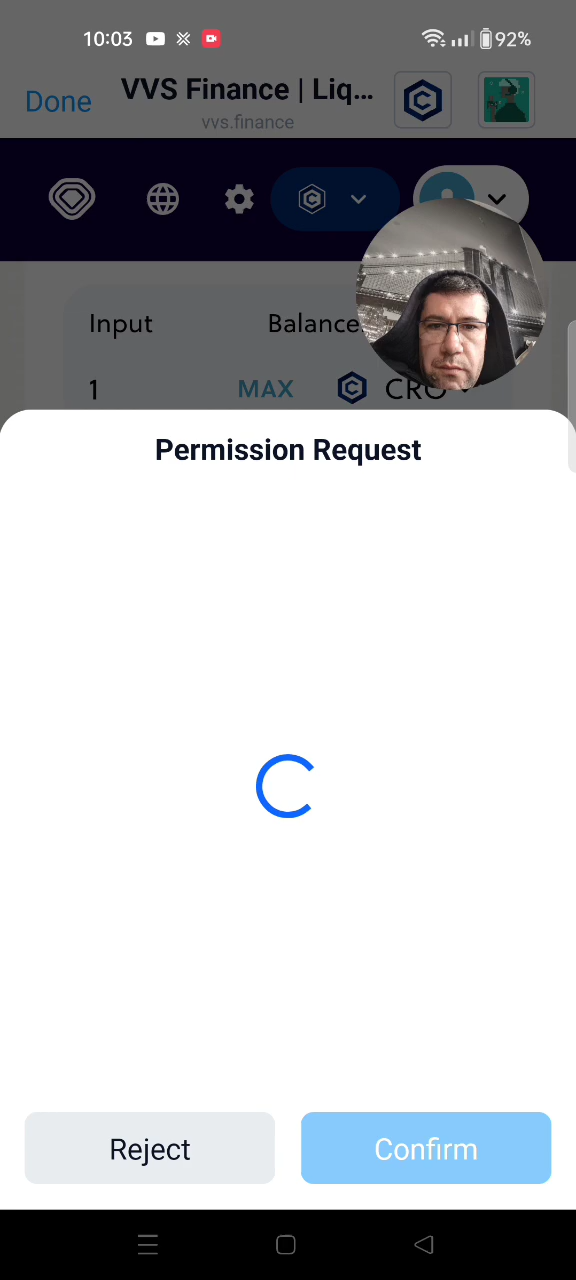 10:03 92%
Done VVS Finance | Liq...
vvs.finance
Input Balance
1 MAX CRO
Permission Request
Reject Confirm